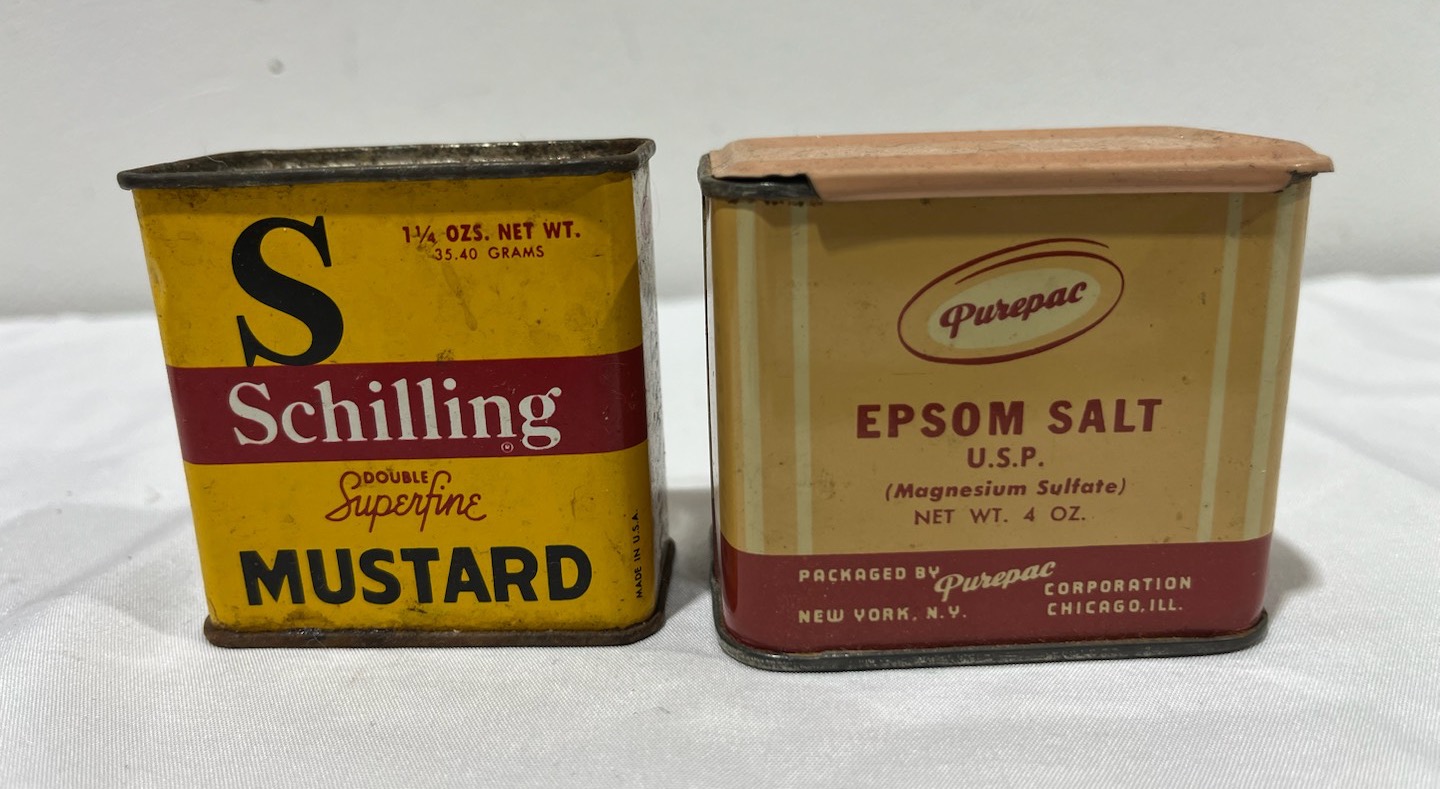 S
1¼ OZS. NET WT.
35.40 GRAMS
Schilling
DOUBLE
Superfine
MUSTARD
MADE IN U.S.A.
Purepac
EPSOM SALT
U.S.P.
(Magnesium Sulfate)
NET WT. 4 OZ.
PACKAGED BY Purepac CORPORATION
NEW YORK, N.Y. CHICAGO, ILL.